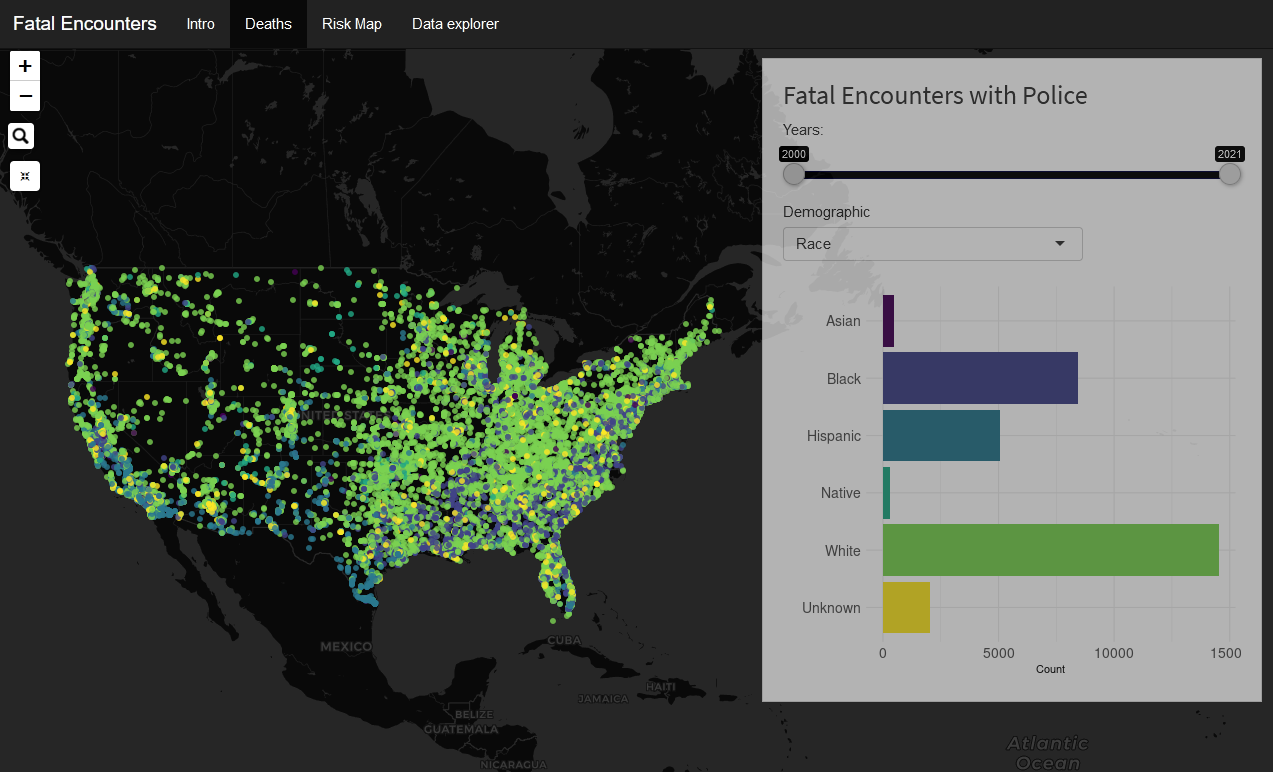 Fatal Encounters Intro Deaths Risk Map Data explorer
+
−
Fatal Encounters with Police
Years:
2000 2021
Demographic
Race
Asian
Black
Hispanic
Native
White
Unknown
0 5000 10000 1500
Count
UNITED STATES
MEXICO
CUBA
HAITI
JAMAICA
BELIZE
GUATEMALA
NICARAGUA
Atlantic
Ocean